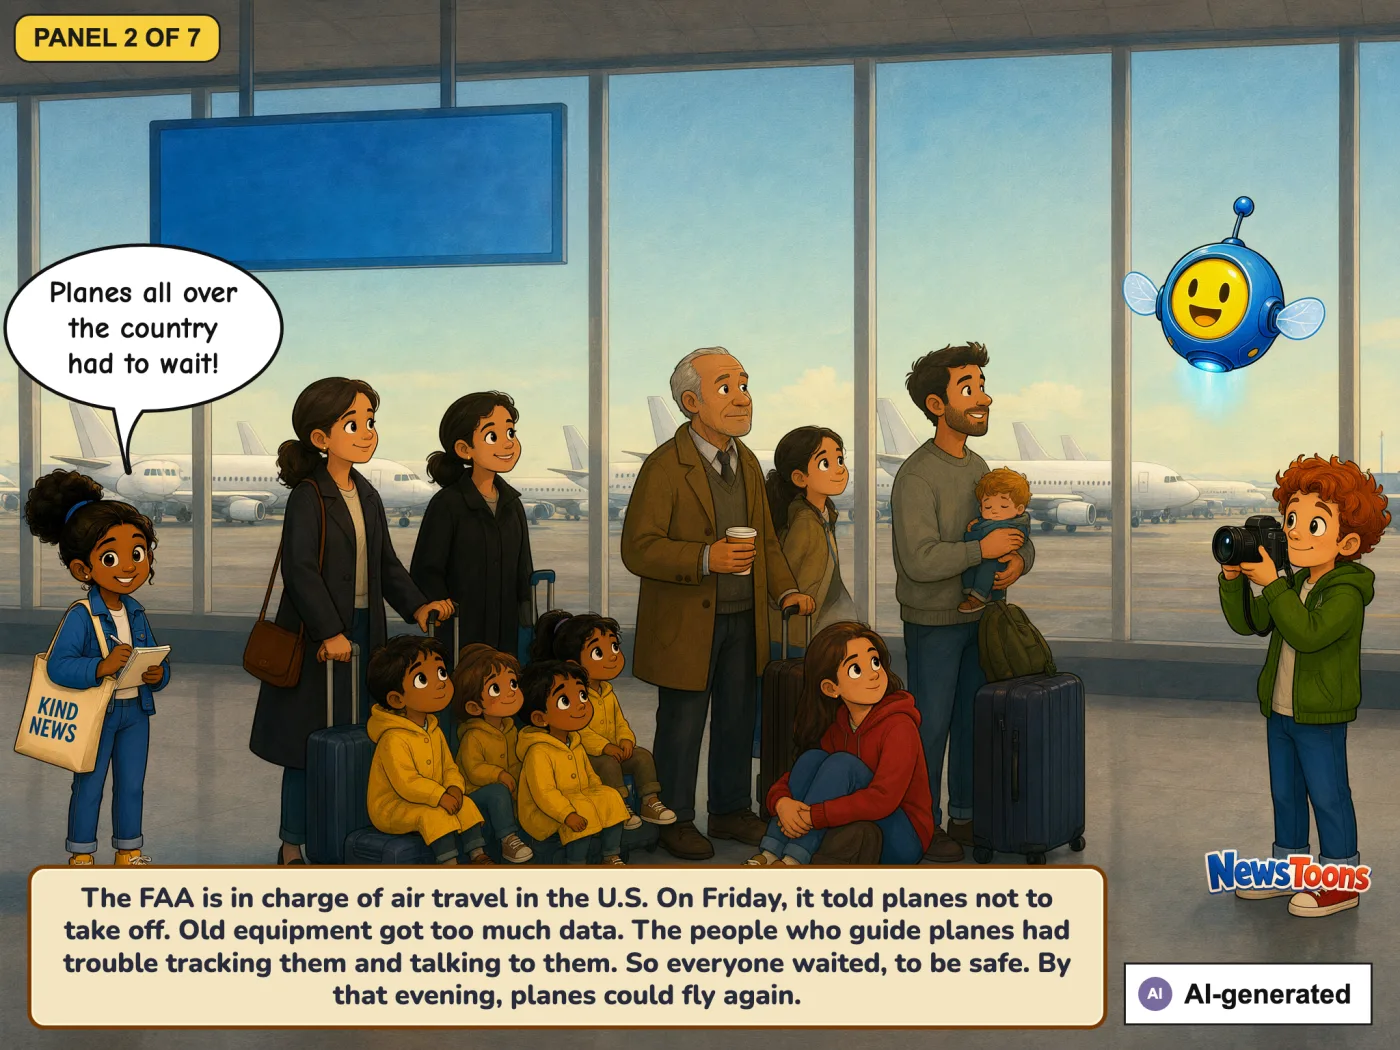 PANEL 2 OF 7
Planes all over
the country
had to wait!
KIND
NEWS
NewsToons
The FAA is in charge of air travel in the U.S. On Friday, it told planes not to
take off. Old equipment got too much data. The people who guide planes had
trouble tracking them and talking to them. So everyone waited, to be safe. By
that evening, planes could fly again.
AI AI-generated